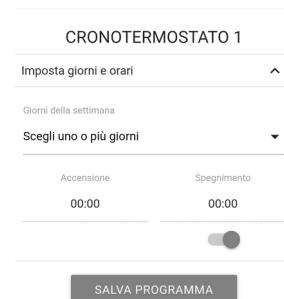 CRONOTERMOSTATO 1
Imposta giorni e orari
Giorni della settimana
Scegli uno o più giorni
Accensione Spegnimento
00:00 00:00
SALVA PROGRAMMA